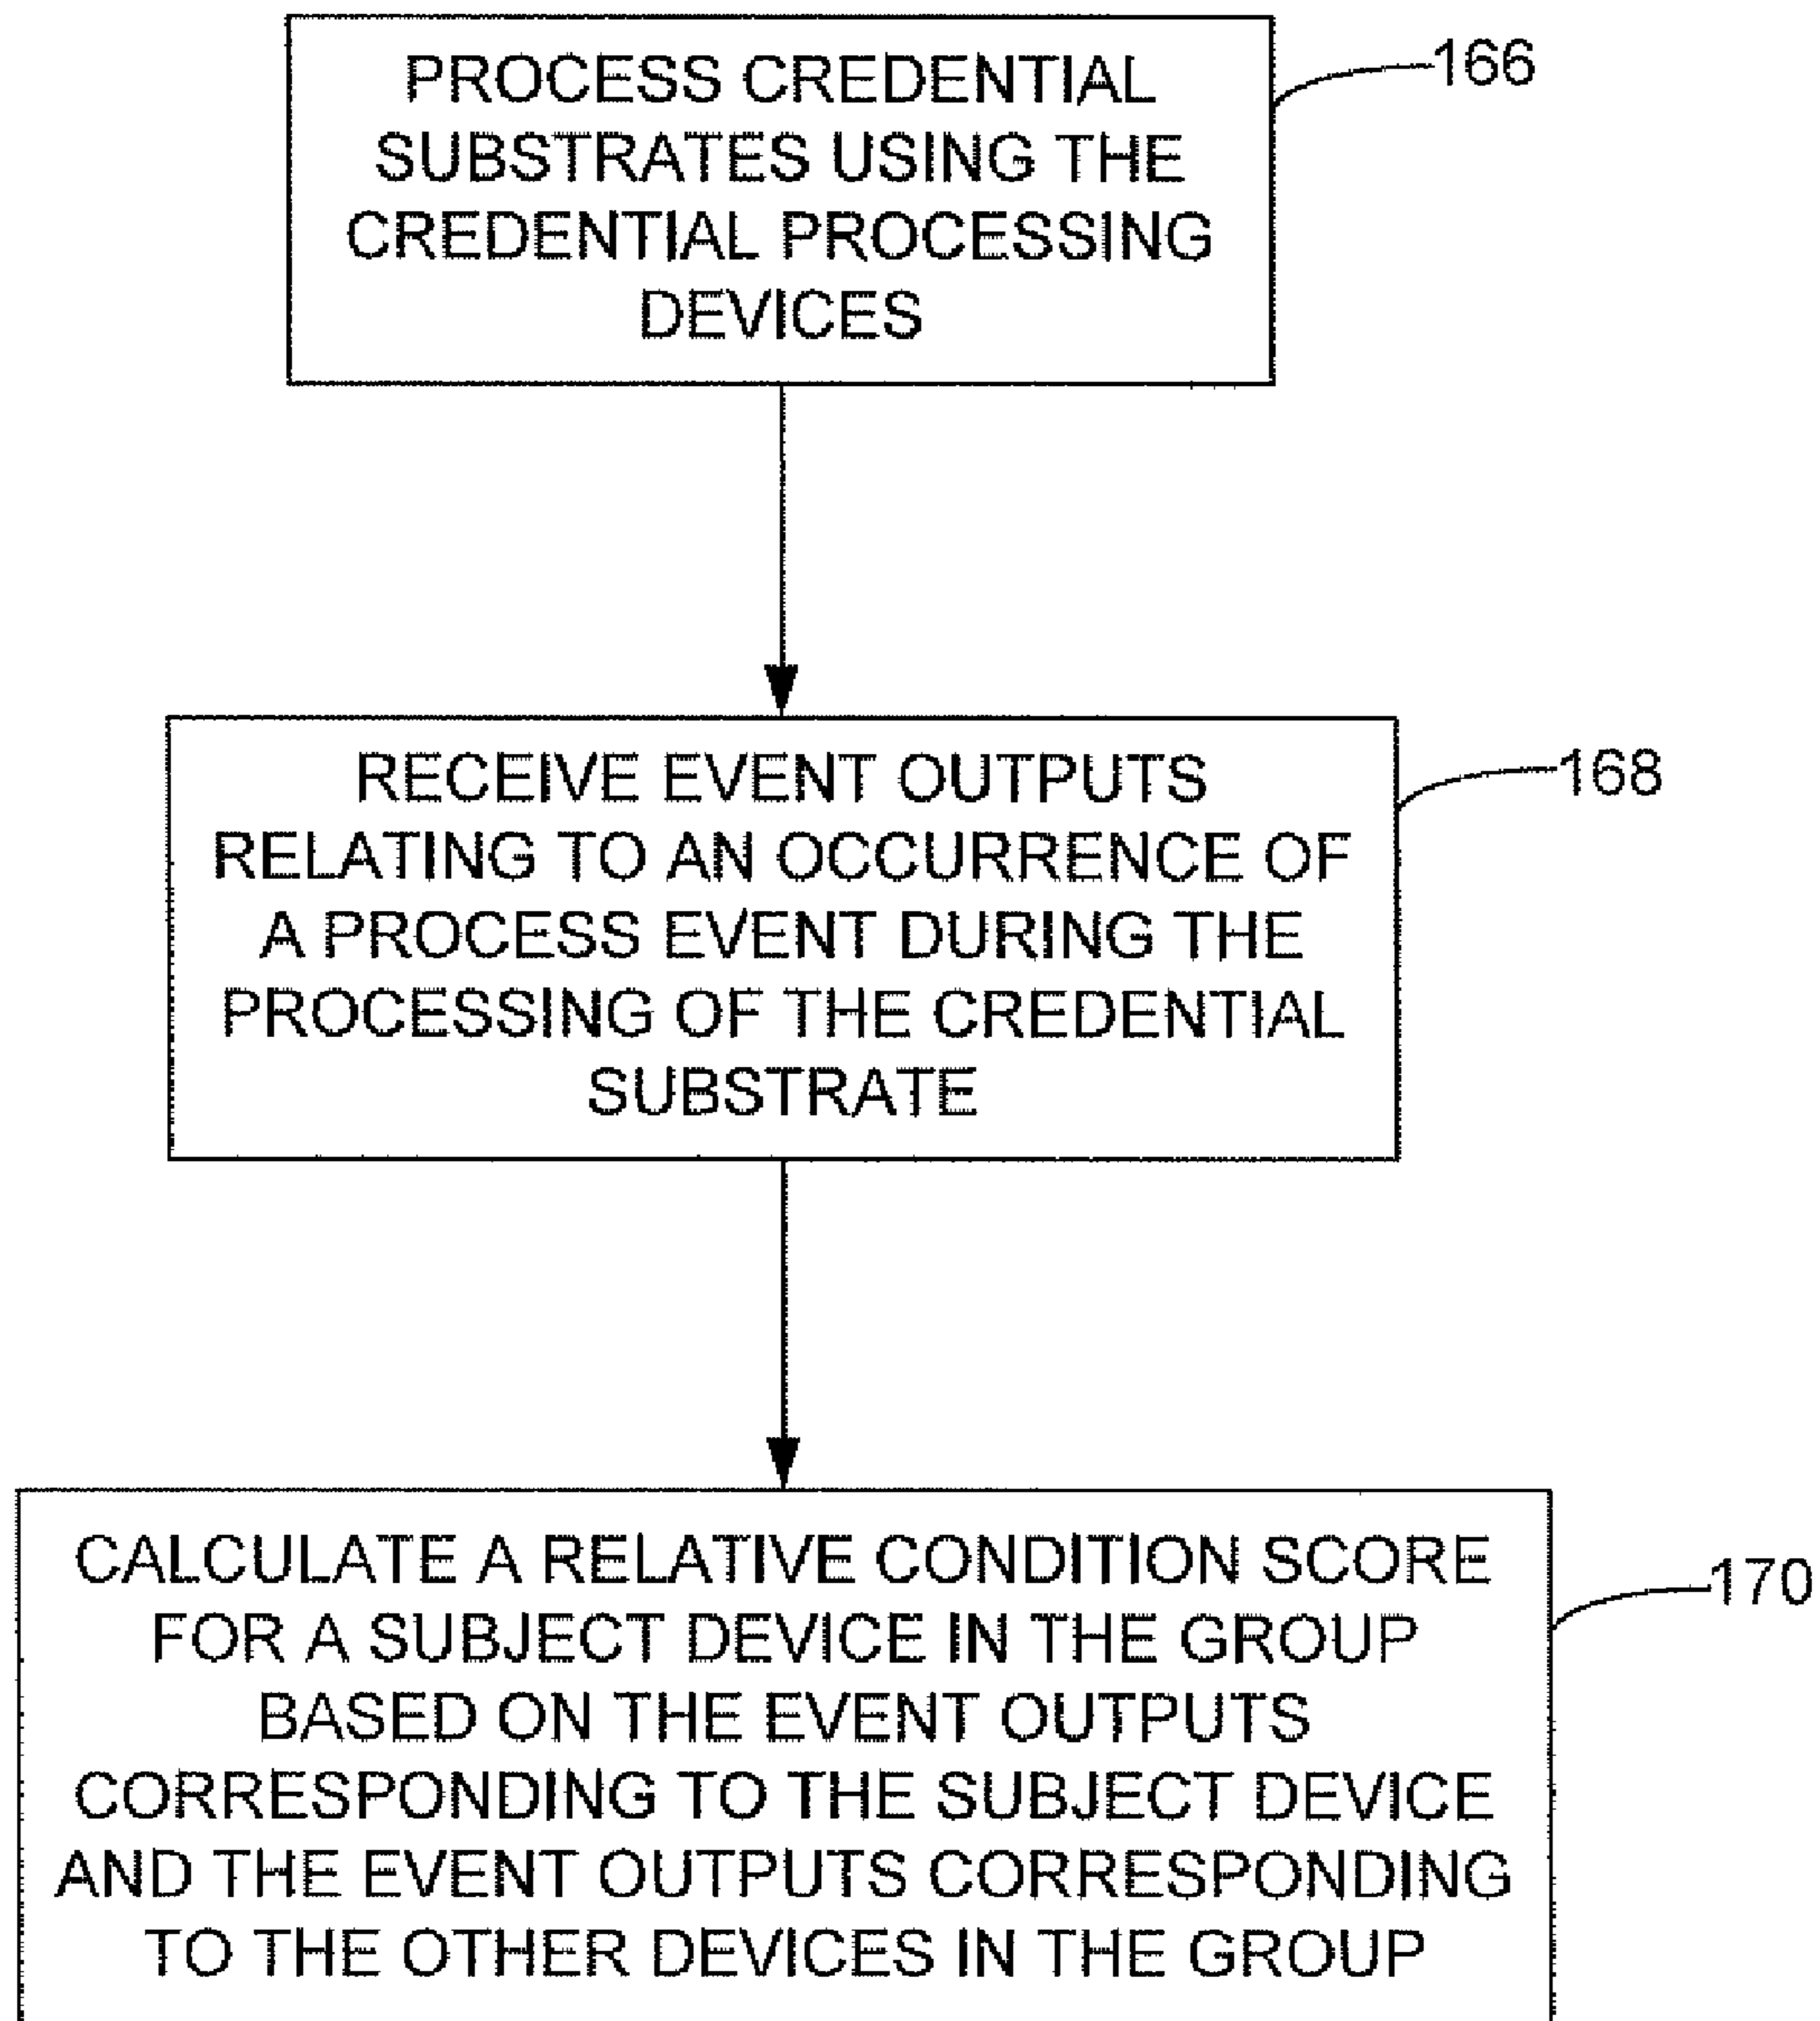 PROCESS CREDENTIAL
SUBSTRATES USING THE
CREDENTIAL PROCESSING
DEVICES
166
RECEIVE EVENT OUTPUTS
RELATING TO AN OCCURRENCE OF
A PROCESS EVENT DURING THE
PROCESSING OF THE CREDENTIAL
SUBSTRATE
168
CALCULATE A RELATIVE CONDITION SCORE
FOR A SUBJECT DEVICE IN THE GROUP
BASED ON THE EVENT OUTPUTS
CORRESPONDING TO THE SUBJECT DEVICE
AND THE EVENT OUTPUTS CORRESPONDING
TO THE OTHER DEVICES IN THE GROUP
170